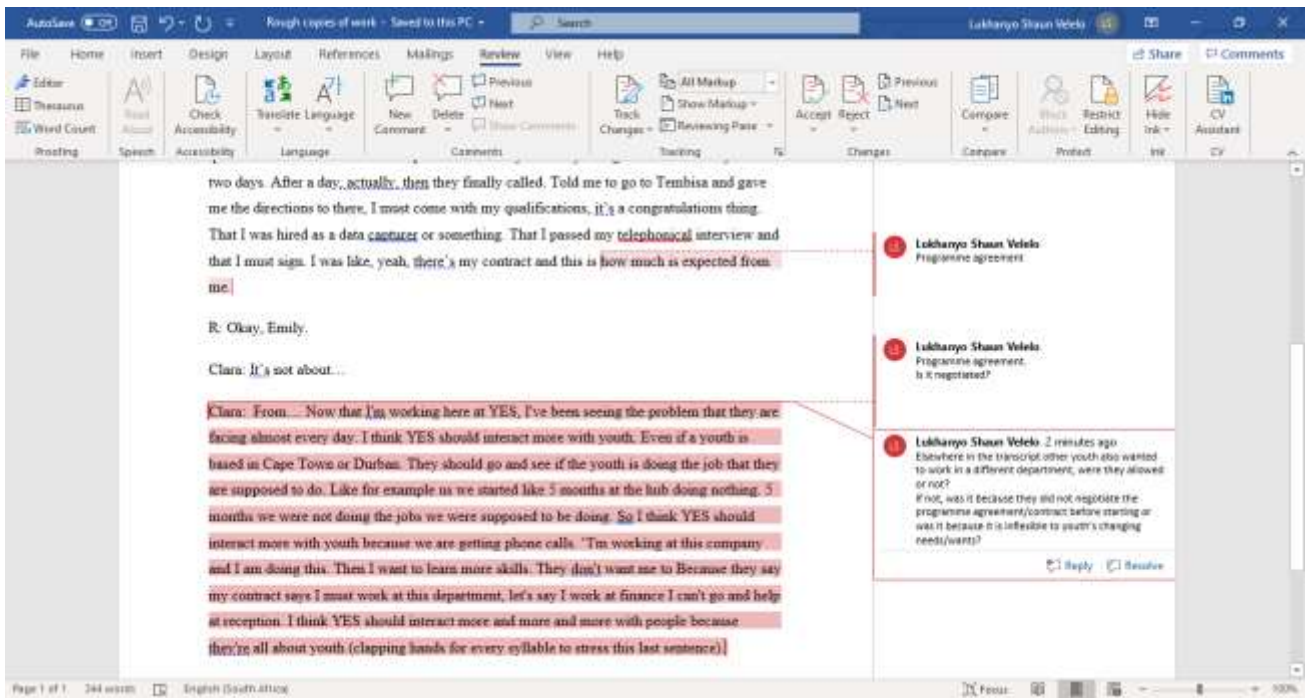 AutoSave Off Rough copies of work - Saved to this PC Search Lukhanyo Shaun Velelo
File Home Insert Design Layout References Mailings Review View Help Share Comments
Editor
Thesaurus
Word Count
Read Aloud
Check Accessibility
Translate Language
New Comment
Delete
Previous
Next
Show Comments
Track Changes
All Markup
Show Markup
Reviewing Pane
Accept Reject
Previous
Next
Compare
Block Authors
Restrict Editing
Hide Ink
CV Assistant
Proofing Speech Accessibility Language Comments Tracking Changes Compare Protect Ink CV
two days. After a day, actually, then they finally called. Told me to go to Tembisa and gave
me the directions to there, I must come with my qualifications, it`s a congratulations thing.
That I was hired as a data capturer or something. That I passed my telephonical interview and
that I must sign. I was like, yeah, there`s my contract and this is how much is expected from
me.
R: Okay, Emily.
Clara: It`s not about…
Clara: From… Now that I'm working here at YES, I've been seeing the problem that they are
facing almost every day. I think YES should interact more with youth. Even if a youth is
based in Cape Town or Durban. They should go and see if the youth is doing the job that they
are supposed to do. Like for example us we started like 5 months at the hub doing nothing. 5
months we were not doing the jobs we were supposed to be doing. So I think YES should
interact more with youth because we are getting phone calls. "I'm working at this company
and I am doing this. Then I want to learn more skills. They don't want me to Because they say
my contract says I must work at this department, let's say I work at finance I can't go and help
at reception. I think YES should interact more and more and more with people because
they're all about youth (clapping hands for every syllable to stress this last sentence).
Lukhanyo Shaun Velelo
Programme agreement
Lukhanyo Shaun Velelo
Programme agreement.
Is it negotiated?
Lukhanyo Shaun Velelo 2 minutes ago
Elsewhere in the transcript other youth also wanted
to work in a different department, were they allowed
or not?
If not, was it because they did not negotiate the
programme agreement/contract before starting or
was it because it is inflexible to youth's changing
needs/wants?
Reply Resolve
Page 1 of 1 244 words English (South Africa) Focus 100%